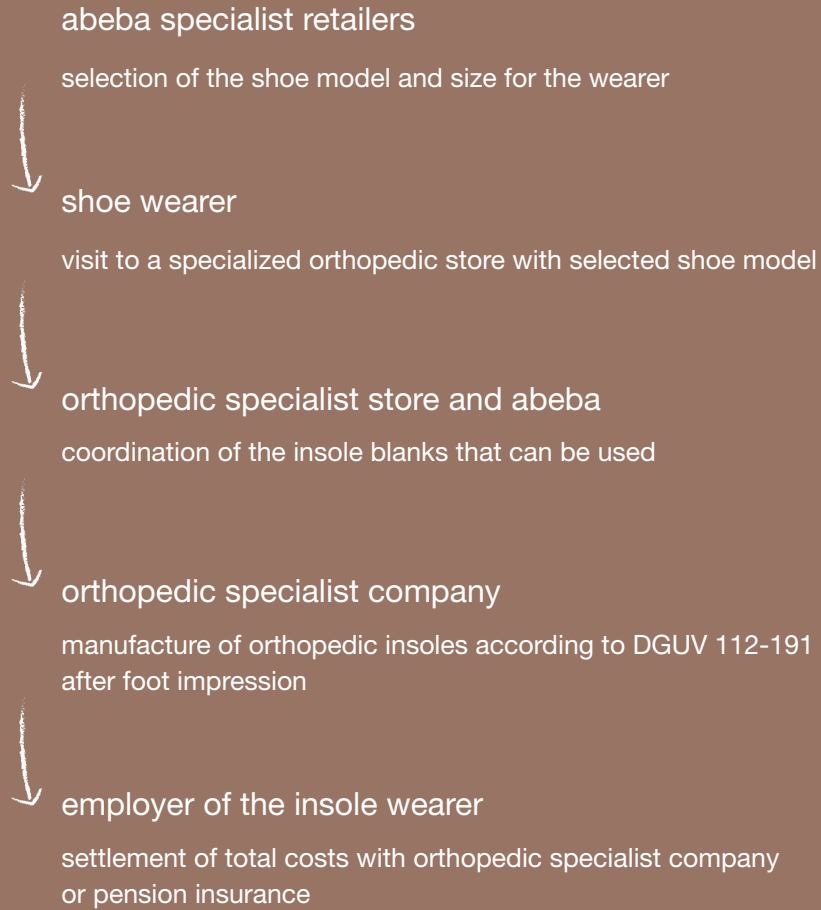 abeba specialist retailers
selection of the shoe model and size for the wearer
shoe wearer
visit to a specialized orthopedic store with selected shoe model
orthopedic specialist store and abeba
coordination of the insole blanks that can be used
orthopedic specialist company
manufacture of orthopedic insoles according to DGUV 112-191
after foot impression
employer of the insole wearer
settlement of total costs with orthopedic specialist company
or pension insurance